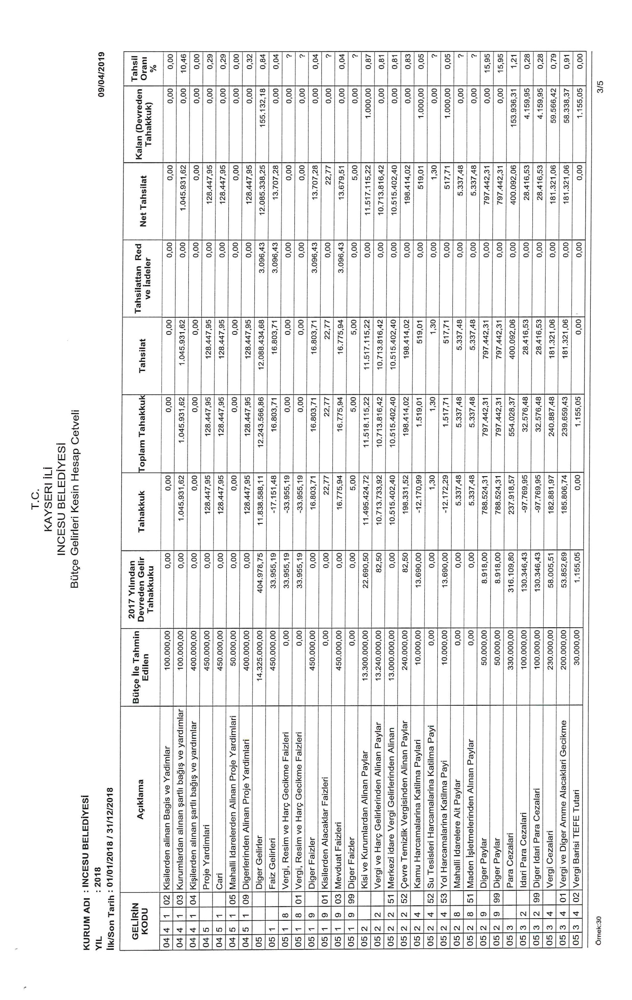 T.C.
KAYSERI İLİ
INCESU BELEDİYESİ
Bütçe Gelirleri Kesin Hesap Cetveli
KURUM ADI : INCESU BELEDİYESİ
YIL : 2018 09/04/2019
İlk/Son Tarih : 01/01/2018 / 31/12/2018
GELİRİN KODU Açıklama Bütçe İle Tahmin Edilen 2017 Yılından Devreden Gelir Tahakkuku Tahakkuk Toplam Tahakkuk Tahsilat Tahsilattan Red ve İadeler Net Tahsilat Kalan (Devreden Tahakkuk) Tahsil Oranı %
04 4 1 02 Kisilerden alinan Bagis ve Yadimlar 100.000,00 0,00 0,00 0,00 0,00 0,00 0,00 0,00 0,00
04 4 1 03 Kurumlardan alınan şartlı bağış ve yardımlar 100.000,00 0,00 1.045.931,62 1.045.931,62 1.045.931,62 0,00 1.045.931,62 0,00 10,46
04 4 1 04 Kişilerden alınan şartlı bağış ve yardımlar 400.000,00 0,00 0,00 0,00 0,00 0,00 0,00 0,00 0,00
04 5 Proje Yardimlari 450.000,00 0,00 128.447,95 128.447,95 128.447,95 0,00 128.447,95 0,00 0,29
04 5 1 Cari 450.000,00 0,00 128.447,95 128.447,95 128.447,95 0,00 128.447,95 0,00 0,29
04 5 1 05 Mahalli Idarelerden Alinan Proje Yardimlari 50.000,00 0,00 0,00 0,00 0,00 0,00 0,00 0,00 0,00
04 5 1 09 Digerlerinden Alinan Proje Yardimlari 400.000,00 0,00 128.447,95 128.447,95 128.447,95 0,00 128.447,95 0,00 0,32
05 Diger Gelirler 14.325.000,00 404.978,75 11.838.588,11 12.243.566,86 12.088.434,68 3.096,43 12.085.338,25 155.132,18 0,84
05 1 Faiz Gelirleri 450.000,00 33.955,19 -17.151,48 16.803,71 16.803,71 3.096,43 13.707,28 0,00 0,04
05 1 8 Vergi, Resim ve Harç Gecikme Faizleri 0,00 33.955,19 -33.955,19 0,00 0,00 0,00 0,00 0,00 ?
05 1 8 01 Vergi, Resim ve Harç Gecikme Faizleri 0,00 33.955,19 -33.955,19 0,00 0,00 0,00 0,00 0,00 ?
05 1 9 Diger Faizler 450.000,00 0,00 16.803,71 16.803,71 16.803,71 3.096,43 13.707,28 0,00 0,04
05 1 9 01 Kisilerden Alacaklar Faizleri 0,00 0,00 22,77 22,77 22,77 0,00 22,77 0,00 ?
05 1 9 03 Mevduat Faizleri 450.000,00 0,00 16.775,94 16.775,94 16.775,94 3.096,43 13.679,51 0,00 0,04
05 1 9 99 Diger Faizler 0,00 0,00 5,00 5,00 5,00 0,00 5,00 0,00 ?
05 2 Kisi ve Kurumlardan Alinan Paylar 13.300.000,00 22.690,50 11.495.424,72 11.518.115,22 11.517.115,22 0,00 11.517.115,22 1.000,00 0,87
05 2 2 Vergi ve Harç Gelirlerinden Alinan Paylar 13.240.000,00 82,50 10.713.733,92 10.713.816,42 10.713.816,42 0,00 10.713.816,42 0,00 0,81
05 2 2 51 Merkezi idare Vergi Gelirlerinden Alinan 13.000.000,00 0,00 10.515.402,40 10.515.402,40 10.515.402,40 0,00 10.515.402,40 0,00 0,81
05 2 2 52 Çevre Temizlik Vergisinden Alinan Paylar 240.000,00 82,50 198.331,52 198.414,02 198.414,02 0,00 198.414,02 0,00 0,83
05 2 4 Kamu Harcamalarina Katilma Paylari 10.000,00 13.690,00 -12.170,99 1.519,01 519,01 0,00 519,01 1.000,00 0,05
05 2 4 52 Su Tesisleri Harcamalarina Katilma Payi 0,00 0,00 1,30 1,30 1,30 0,00 1,30 0,00 ?
05 2 4 53 Yol Harcamalarina Katilma Payi 10.000,00 13.690,00 -12.172,29 1.517,71 517,71 0,00 517,71 1.000,00 0,05
05 2 8 Mahalli Idarelere Ait Paylar 0,00 0,00 5.337,48 5.337,48 5.337,48 0,00 5.337,48 0,00 ?
05 2 8 51 Maden İşletmelerinden Alınan Paylar 0,00 0,00 5.337,48 5.337,48 5.337,48 0,00 5.337,48 0,00 ?
05 2 9 Diger Paylar 50.000,00 8.918,00 788.524,31 797.442,31 797.442,31 0,00 797.442,31 0,00 15,95
05 2 9 99 Diger Paylar 50.000,00 8.918,00 788.524,31 797.442,31 797.442,31 0,00 797.442,31 0,00 15,95
05 3 Para Cezalari 330.000,00 316.109,80 237.918,57 554.028,37 400.092,06 0,00 400.092,06 153.936,31 1,21
05 3 2 Idari Para Cezalari 100.000,00 130.346,43 -97.769,95 32.576,48 28.416,53 0,00 28.416,53 4.159,95 0,28
05 3 2 99 Diger Idari Para Cezalari 100.000,00 130.346,43 -97.769,95 32.576,48 28.416,53 0,00 28.416,53 4.159,95 0,28
05 3 4 Vergi Cezalari 230.000,00 58.005,51 182.881,97 240.887,48 181.321,06 0,00 181.321,06 59.566,42 0,79
05 3 4 01 Vergi ve Diger Amme Alacaklari Gecikme 200.000,00 53.852,69 185.806,74 239.659,43 181.321,06 0,00 181.321,06 58.338,37 0,91
05 3 4 02 Vergi Barisi TEFE Tutari 30.000,00 1.155,05 0,00 1.155,05 0,00 0,00 0,00 1.155,05 0,00
Örnek:30 3/5